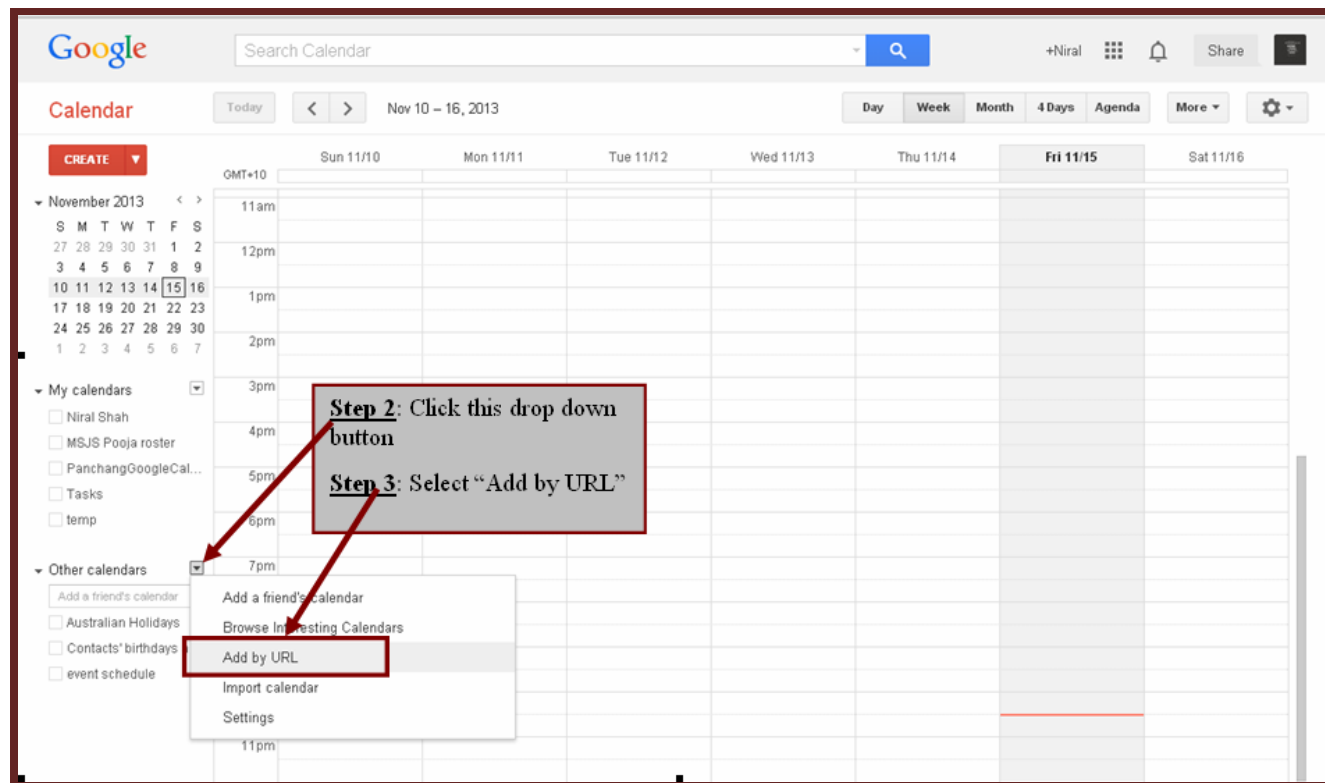 Google
Search Calendar
+Niral
Share
Calendar
Today
Nov 10 – 16, 2013
Day Week Month 4 Days Agenda
More
CREATE
Sun 11/10 Mon 11/11 Tue 11/12 Wed 11/13 Thu 11/14 Fri 11/15 Sat 11/16
GMT+10
November 2013
S M T W T F S
27 28 29 30 31 1 2
3 4 5 6 7 8 9
10 11 12 13 14 15 16
17 18 19 20 21 22 23
24 25 26 27 28 29 30
1 2 3 4 5 6 7
My calendars
Niral Shah
MSJS Pooja roster
PanchangGoogleCal...
Tasks
temp
Other calendars
Add a friend's calendar
Australian Holidays
Contacts' birthdays
event schedule
11am
12pm
1pm
2pm
3pm
4pm
5pm
6pm
7pm
11pm
Step 2: Click this drop down
button
Step 3: Select “Add by URL”
Add a friend's calendar
Browse Interesting Calendars
Add by URL
Import calendar
Settings